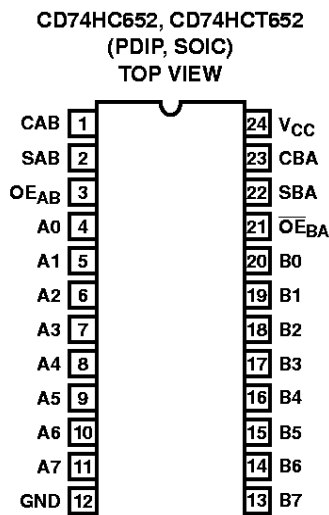 CD74HC652, CD74HCT652
(PDIP, SOIC)
TOP VIEW
CAB 1 24 VCC
SAB 2 23 CBA
OEAB 3 22 SBA
A0 4 21 O̅E̅BA
A1 5 20 B0
A2 6 19 B1
A3 7 18 B2
A4 8 17 B3
A5 9 16 B4
A6 10 15 B5
A7 11 14 B6
GND 12 13 B7